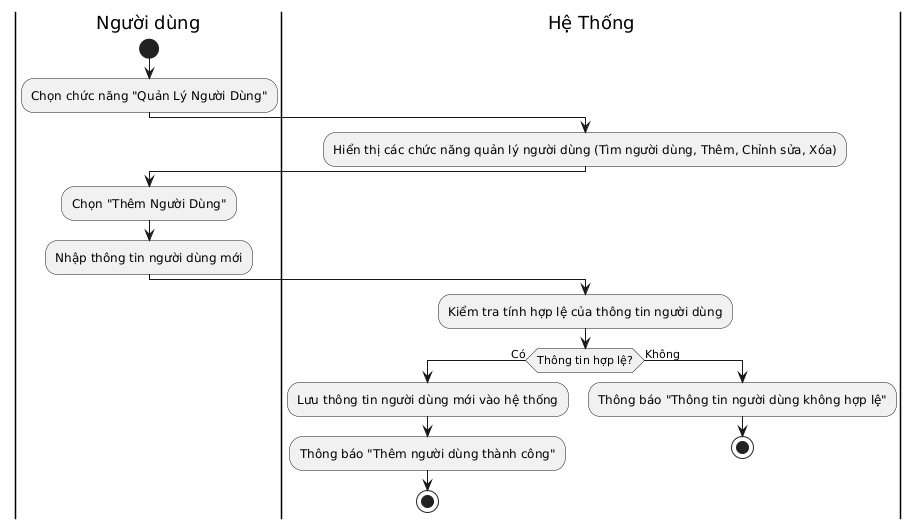 Người dùng
Hệ Thống
Chọn chức năng "Quản Lý Người Dùng"
Hiển thị các chức năng quản lý người dùng (Tìm người dùng, Thêm, Chỉnh sửa, Xóa)
Chọn "Thêm Người Dùng"
Nhập thông tin người dùng mới
Kiểm tra tính hợp lệ của thông tin người dùng
Có
Thông tin hợp lệ?
Không
Lưu thông tin người dùng mới vào hệ thống
Thông báo "Thông tin người dùng không hợp lệ"
Thông báo "Thêm người dùng thành công"